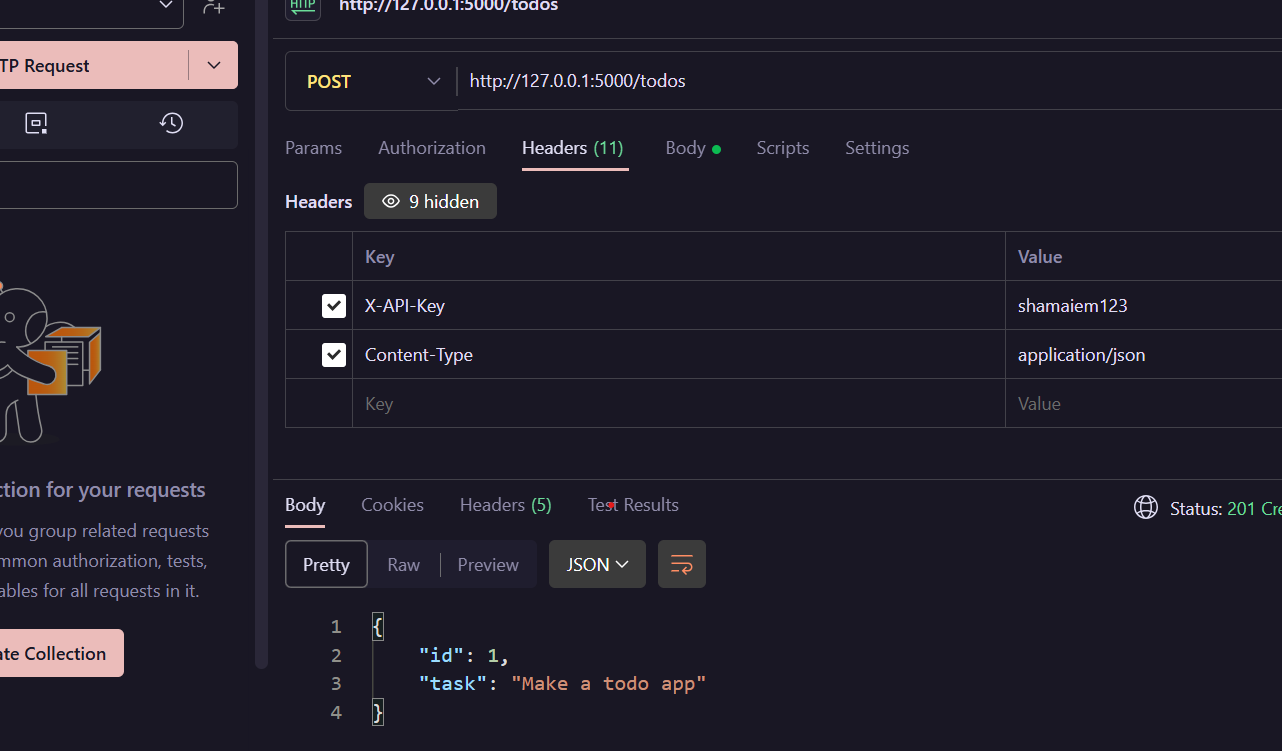 HTTP http://127.0.0.1:5000/todos
TP Request
POST http://127.0.0.1:5000/todos
Params Authorization Headers (11) Body Scripts Settings
Headers 9 hidden
Key Value
X-API-Key shamaiem123
Content-Type application/json
Key Value
ction for your requests
you group related requests
mmon authorization, tests,
ables for all requests in it.
ate Collection
Body Cookies Headers (5) Test Results Status: 201 Cre
Pretty Raw Preview JSON
1 {
2 "id": 1,
3 "task": "Make a todo app"
4 }